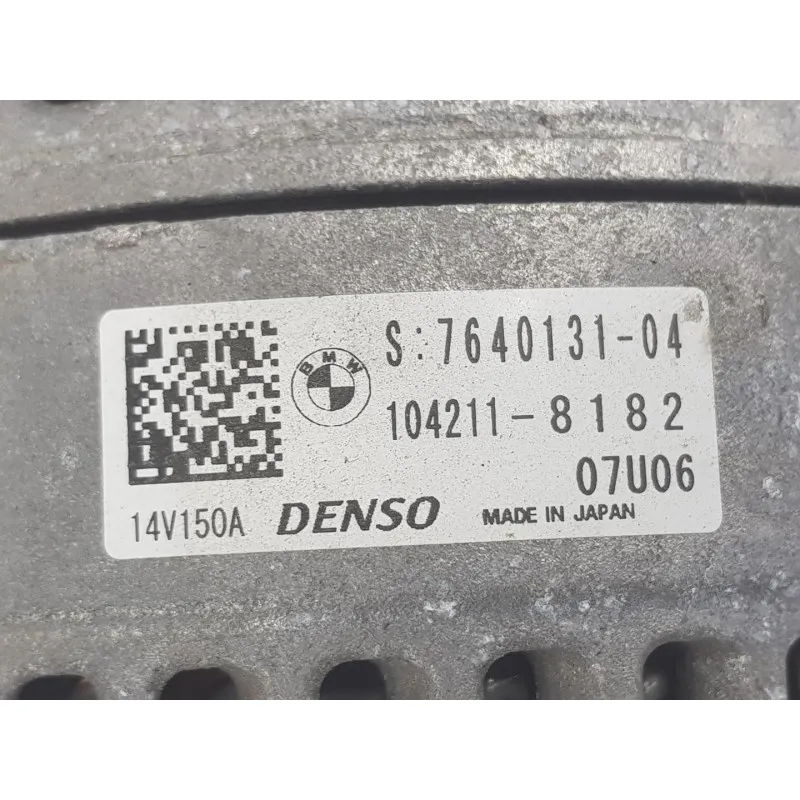 BMW
S:7640131-04
104211-8182
07U06
14V150A DENSO MADE IN JAPAN